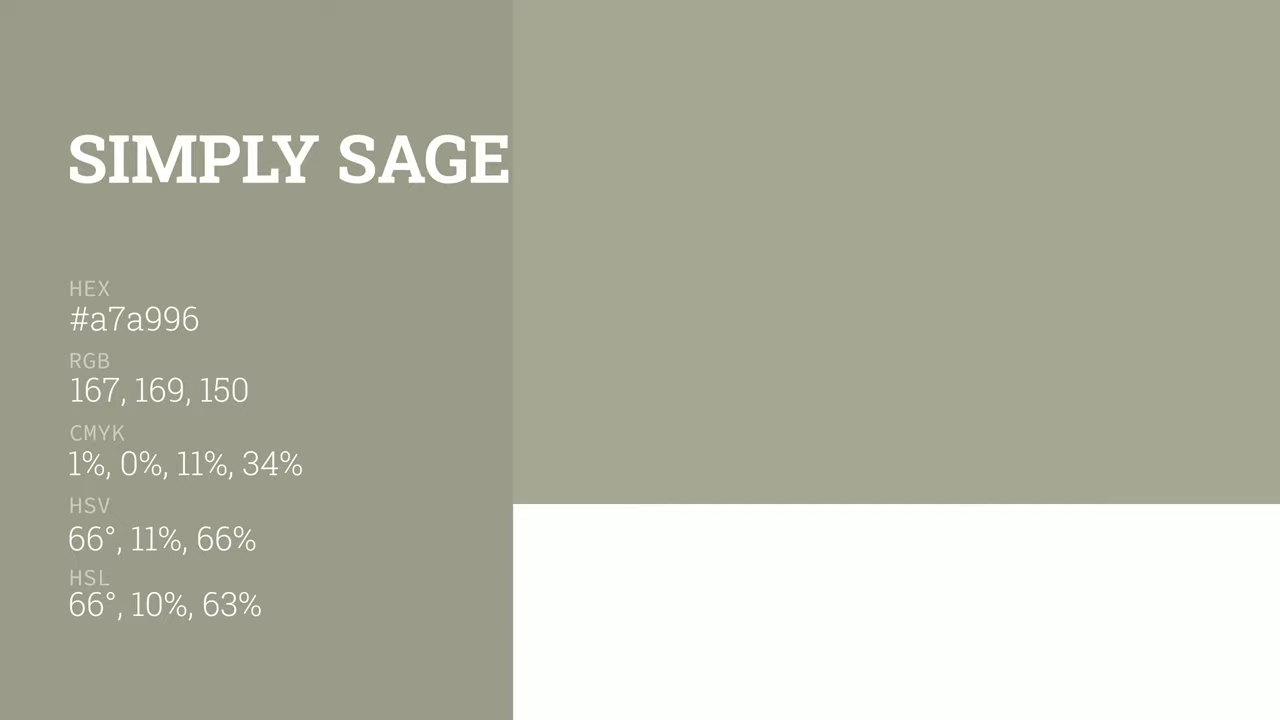 SIMPLY SAGE
HEX
#a7a996
RGB
167, 169, 150
CMYK
1%, 0%, 11%, 34%
HSV
66°, 11%, 66%
HSL
66°, 10%, 63%